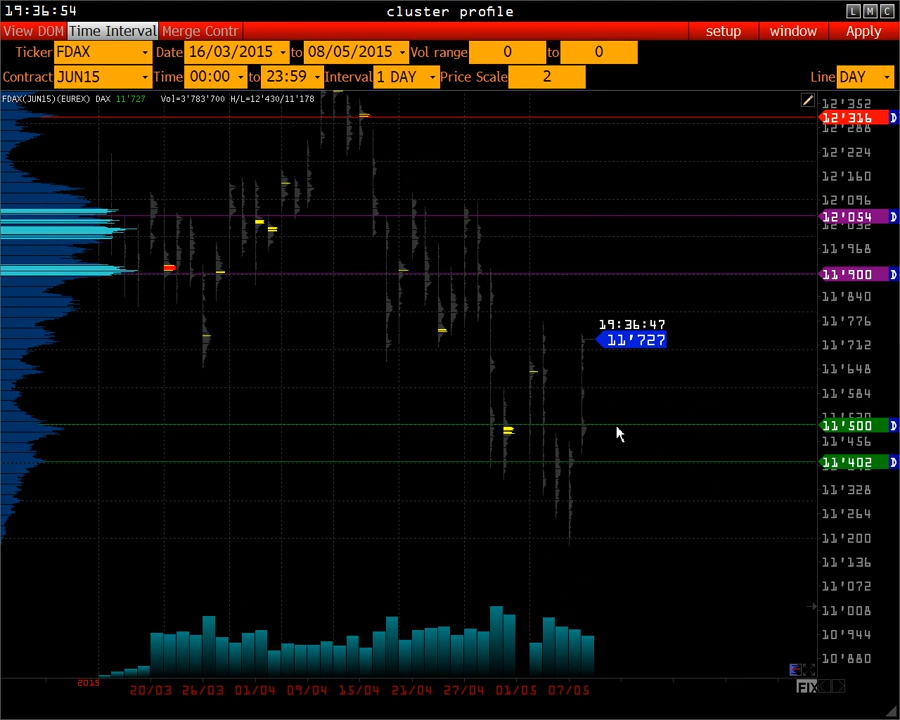 19:36:54 cluster profile L M C
View DOM Time Interval Merge Contr setup window Apply
Ticker FDAX Date 16/03/2015 to 08/05/2015 Vol range 0 to 0
Contract JUN15 Time 00:00 to 23:59 Interval 1 DAY Price Scale 2 Line DAY
FDAX(JUN15)(EUREX) DAX 11'727 Vol=3'783'700 H/L=12'430/11'178
12'352
12'316 D
12'288
12'224
12'160
12'096
12'054 D
12'032
11'968
11'900 D
11'840
11'776
19:36:47
11'727
11'712
11'648
11'584
11'500 D
11'456
11'402 D
11'328
11'264
11'200
11'136
11'072
11'008
10'944
10'880
2015
20/03 26/03 01/04 09/04 15/04 21/04 27/04 01/05 07/05
FIX